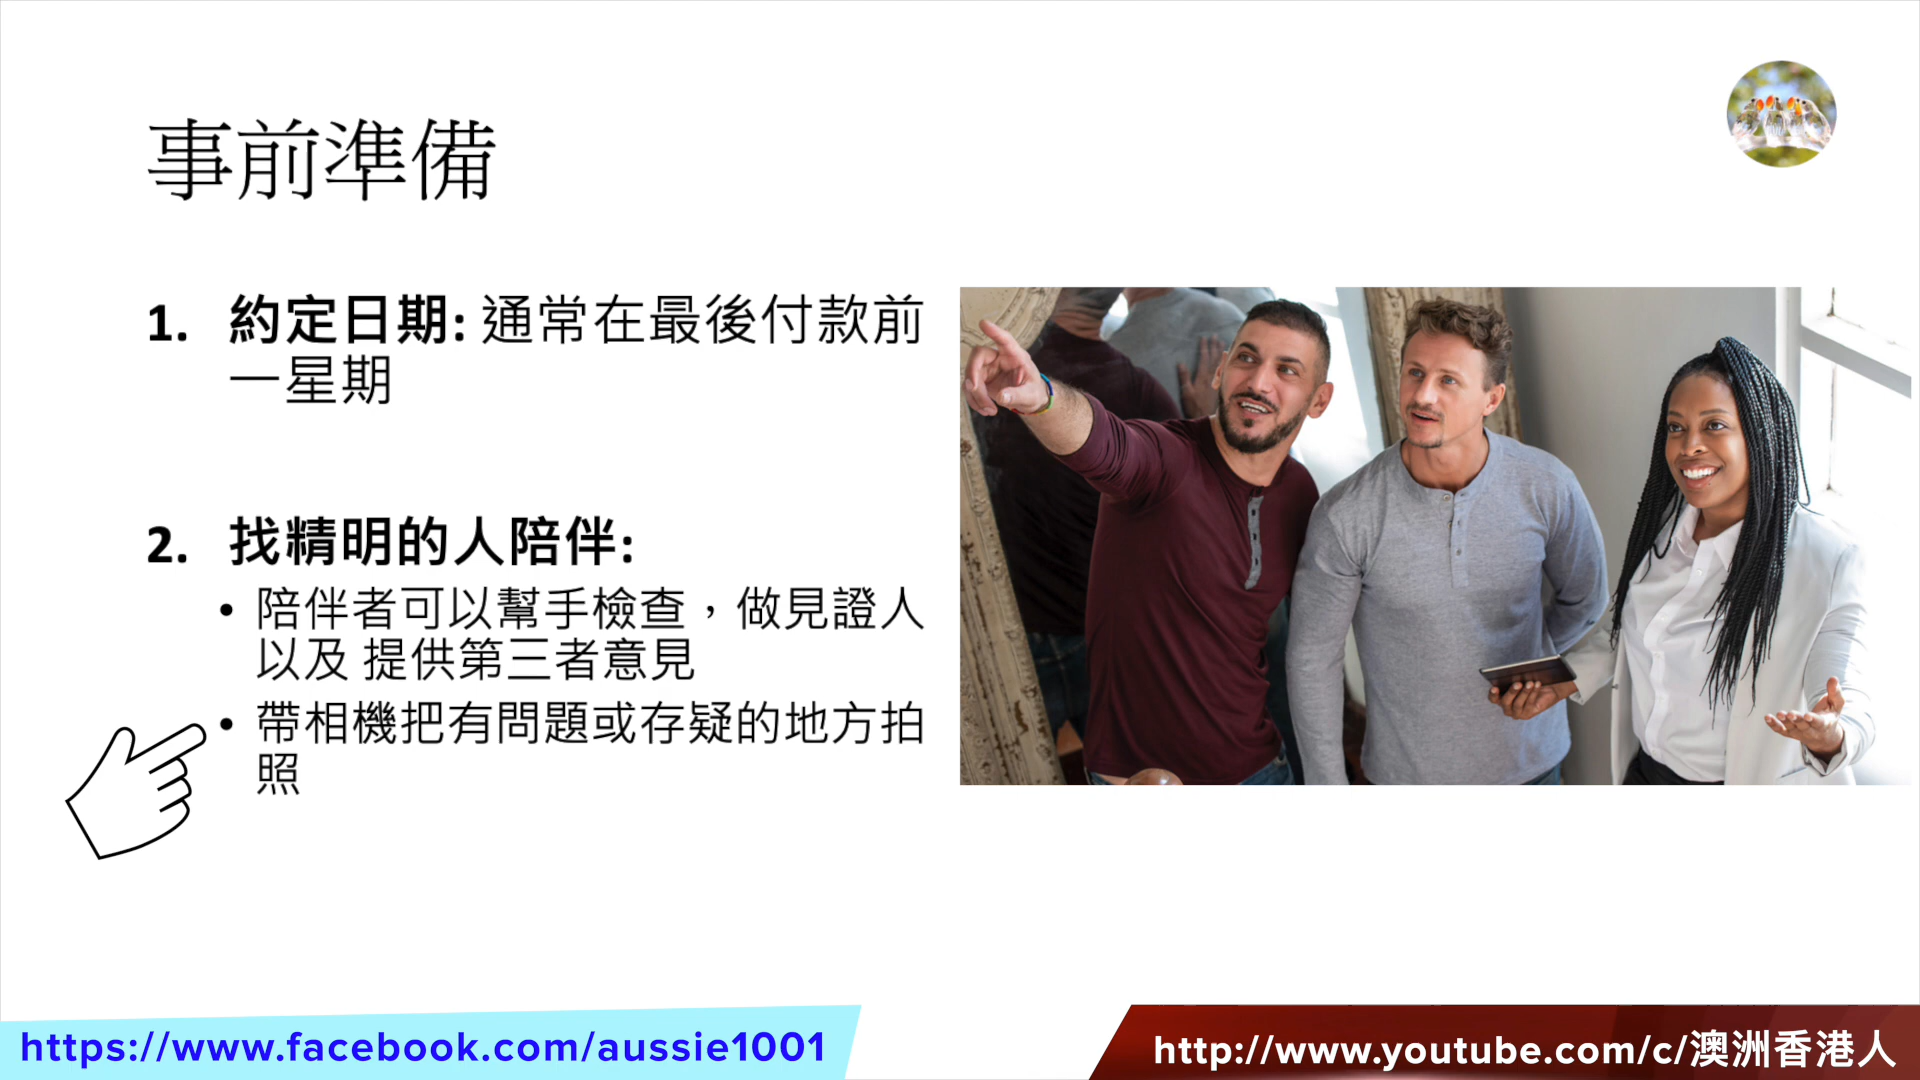 事前準備
1. 約定日期: 通常在最後付款前
一星期
2. 找精明的人陪伴:
• 陪伴者可以幫手檢查，做見證人
以及 提供第三者意見
• 帶相機把有問題或存疑的地方拍
照
https://www.facebook.com/aussie1001
http://www.youtube.com/c/澳洲香港人